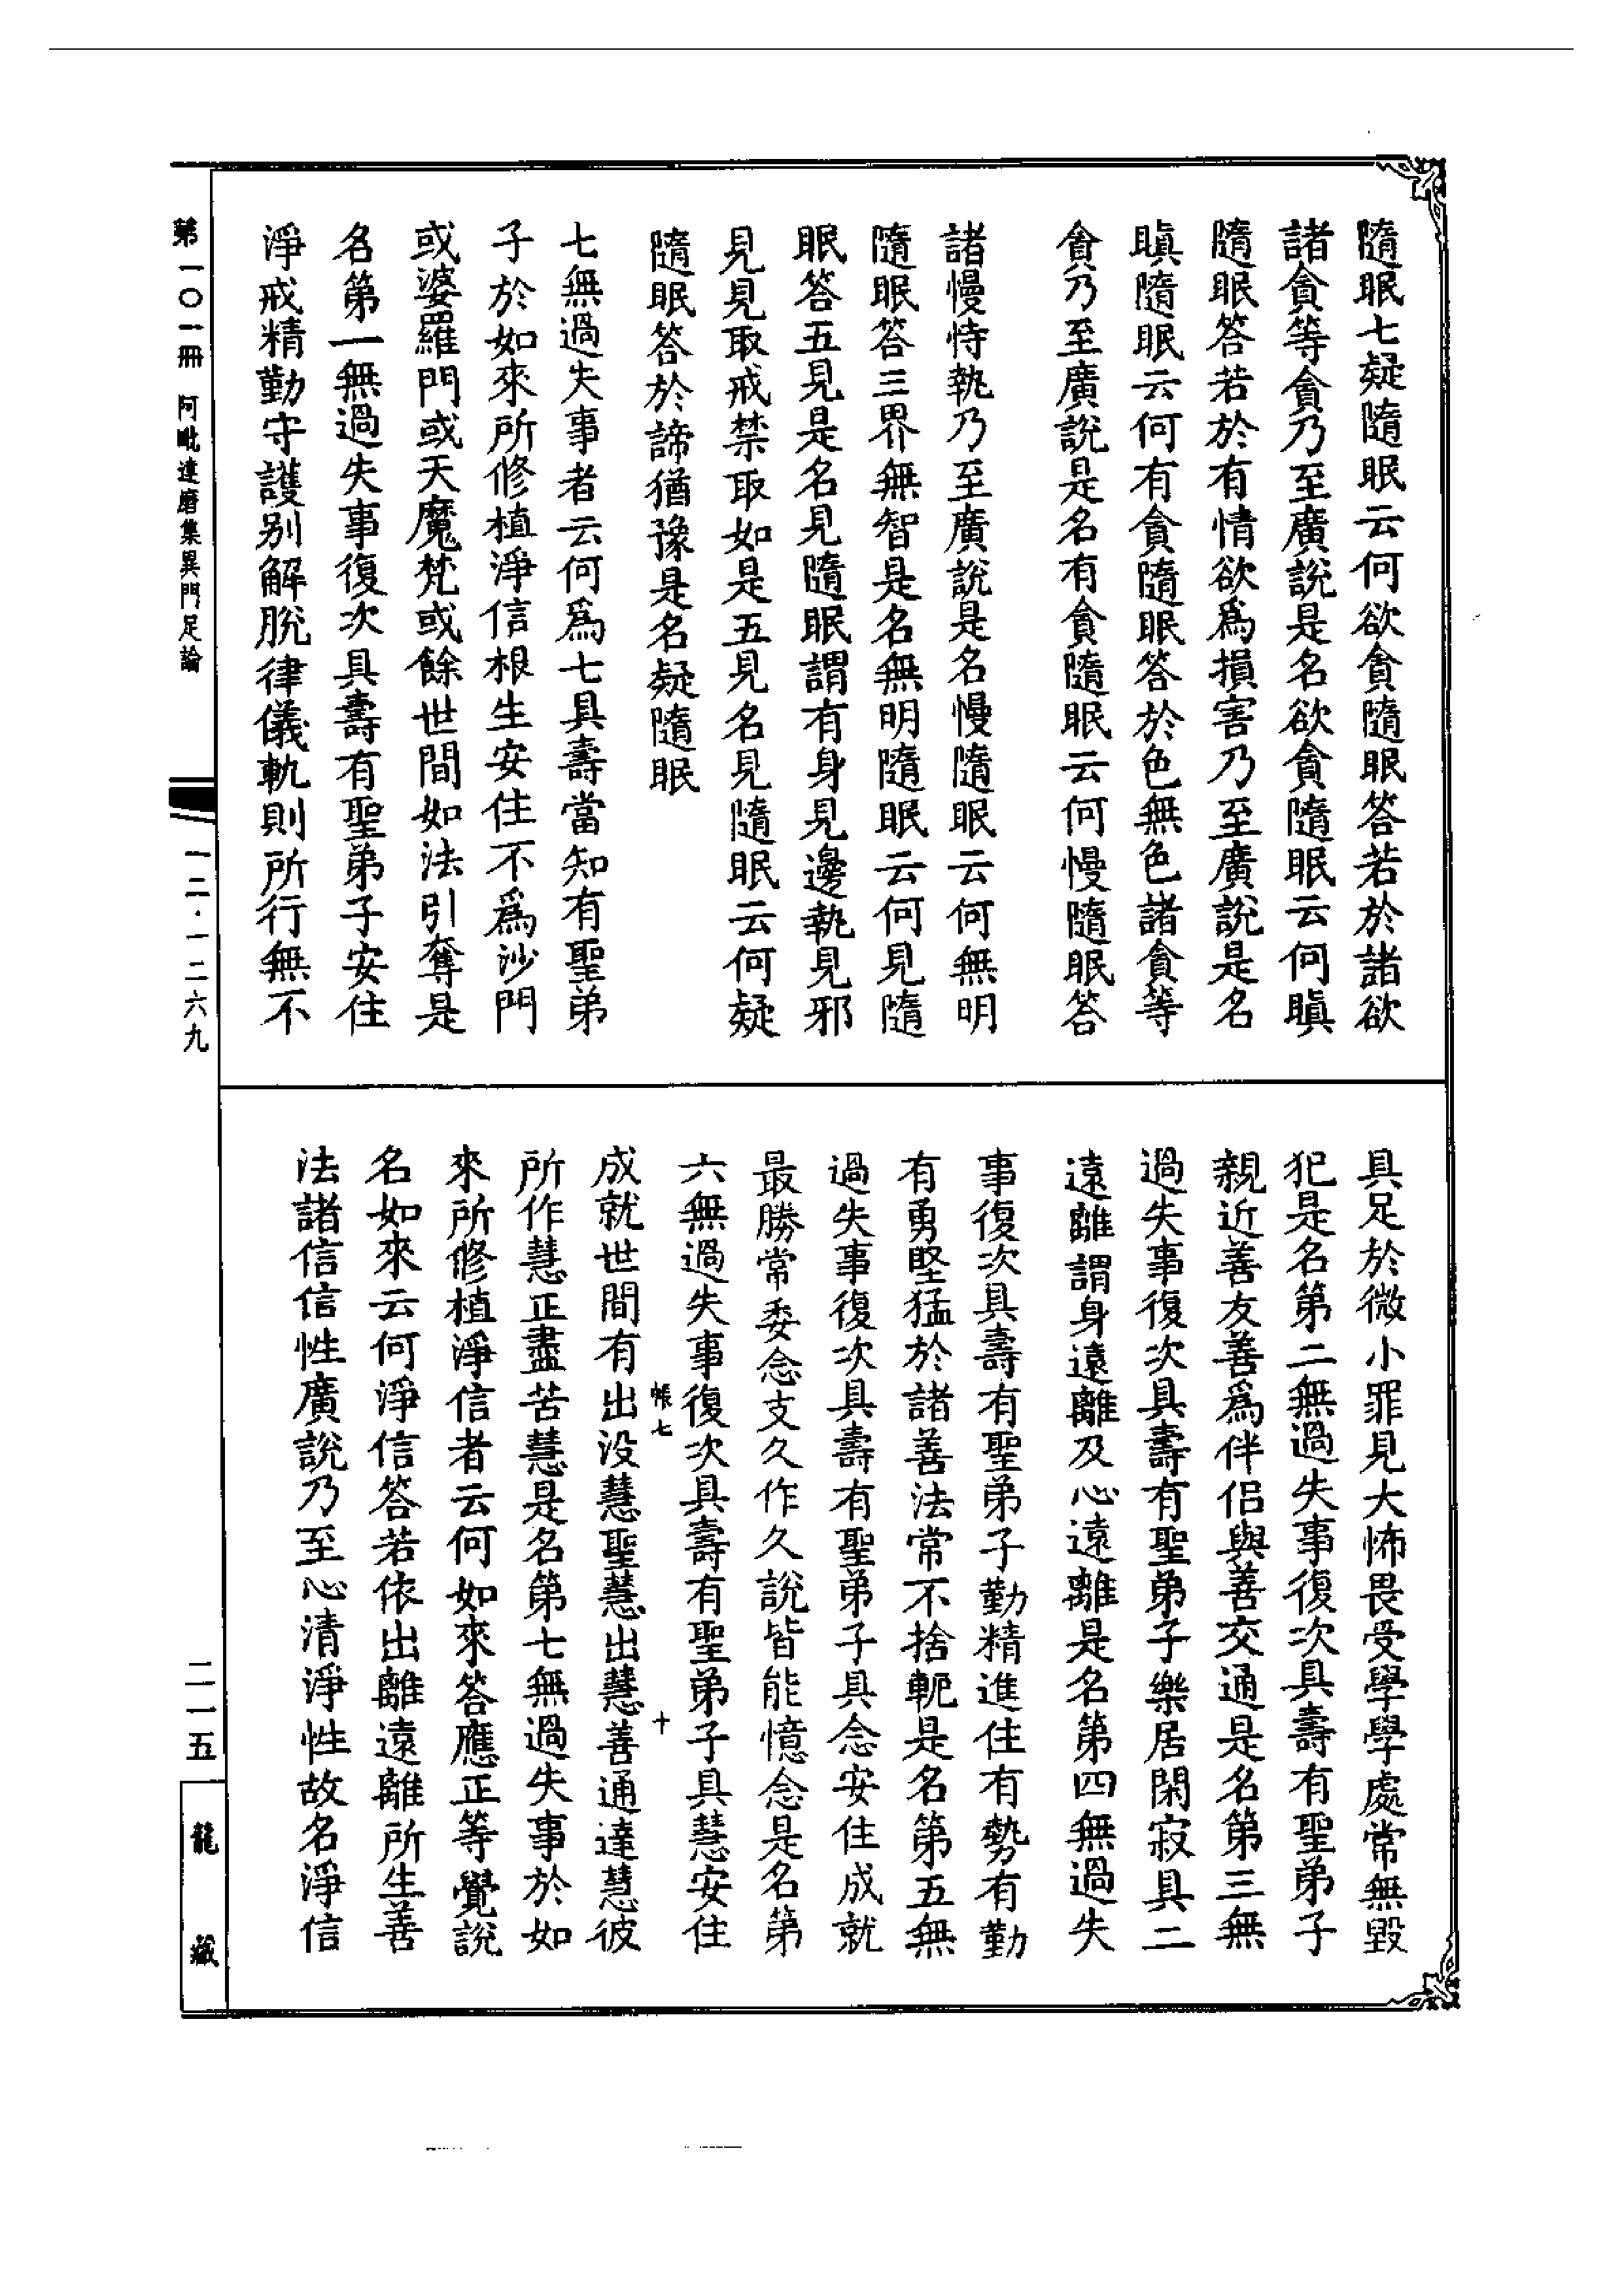 隨眠七疑隨眠云何欲貪隨眠答若於諸欲
諸貪等貪乃至廣說是名欲貪隨眠云何瞋
隨眠答若於有情欲為損害乃至廣說是名
瞋隨眠云何有貪隨眠答於色無色諸貪等
貪乃至廣說是名有貪隨眠云何慢隨眠答
諸慢恃執乃至廣說是名慢隨眠云何無明
隨眠答三界無智是名無明隨眠云何見隨
眠答五見是名見隨眠謂有身見邊執見邪
見見取戒禁取如是五見名見隨眠云何疑
隨眠答於諦猶豫是名疑隨眠
七無過失事者云何為七具壽當知有聖弟
子於如來所修植淨信根生安住不為沙門
或婆羅門或天魔梵或餘世間如法引奪是
名第一無過失事復次具壽有聖弟子安住
淨戒精勤守護別解脫律儀軌則所行無不
具足於微小罪見大怖畏受學學處常無毀
犯是名第二無過失事復次具壽有聖弟子
親近善友善為伴侶與善交通是名第三無
過失事復次具壽有聖弟子樂居閑寂具二
遠離謂身遠離及心遠離是名第四無過失
事復次具壽有聖弟子勤精進住有勢有勤
有勇堅猛於諸善法常不捨軛是名第五無
過失事復次具壽有聖弟子具念安住成就
最勝常委念支久作久說皆能憶念是名第
六無過失事復次具壽有聖弟子具慧安住
帳七 十
成就世間有出沒慧聖慧出慧善通達慧彼
所作慧正盡苦慧是名第七無過失事於如
來所修植淨信者云何如來答應正等覺說
名如來云何淨信答若依出離遠離所生善
法諸信信性廣說乃至心清淨性故名淨信
第一〇一冊 阿毗達磨集異門足論
一二·一二六九
二一五
龍藏